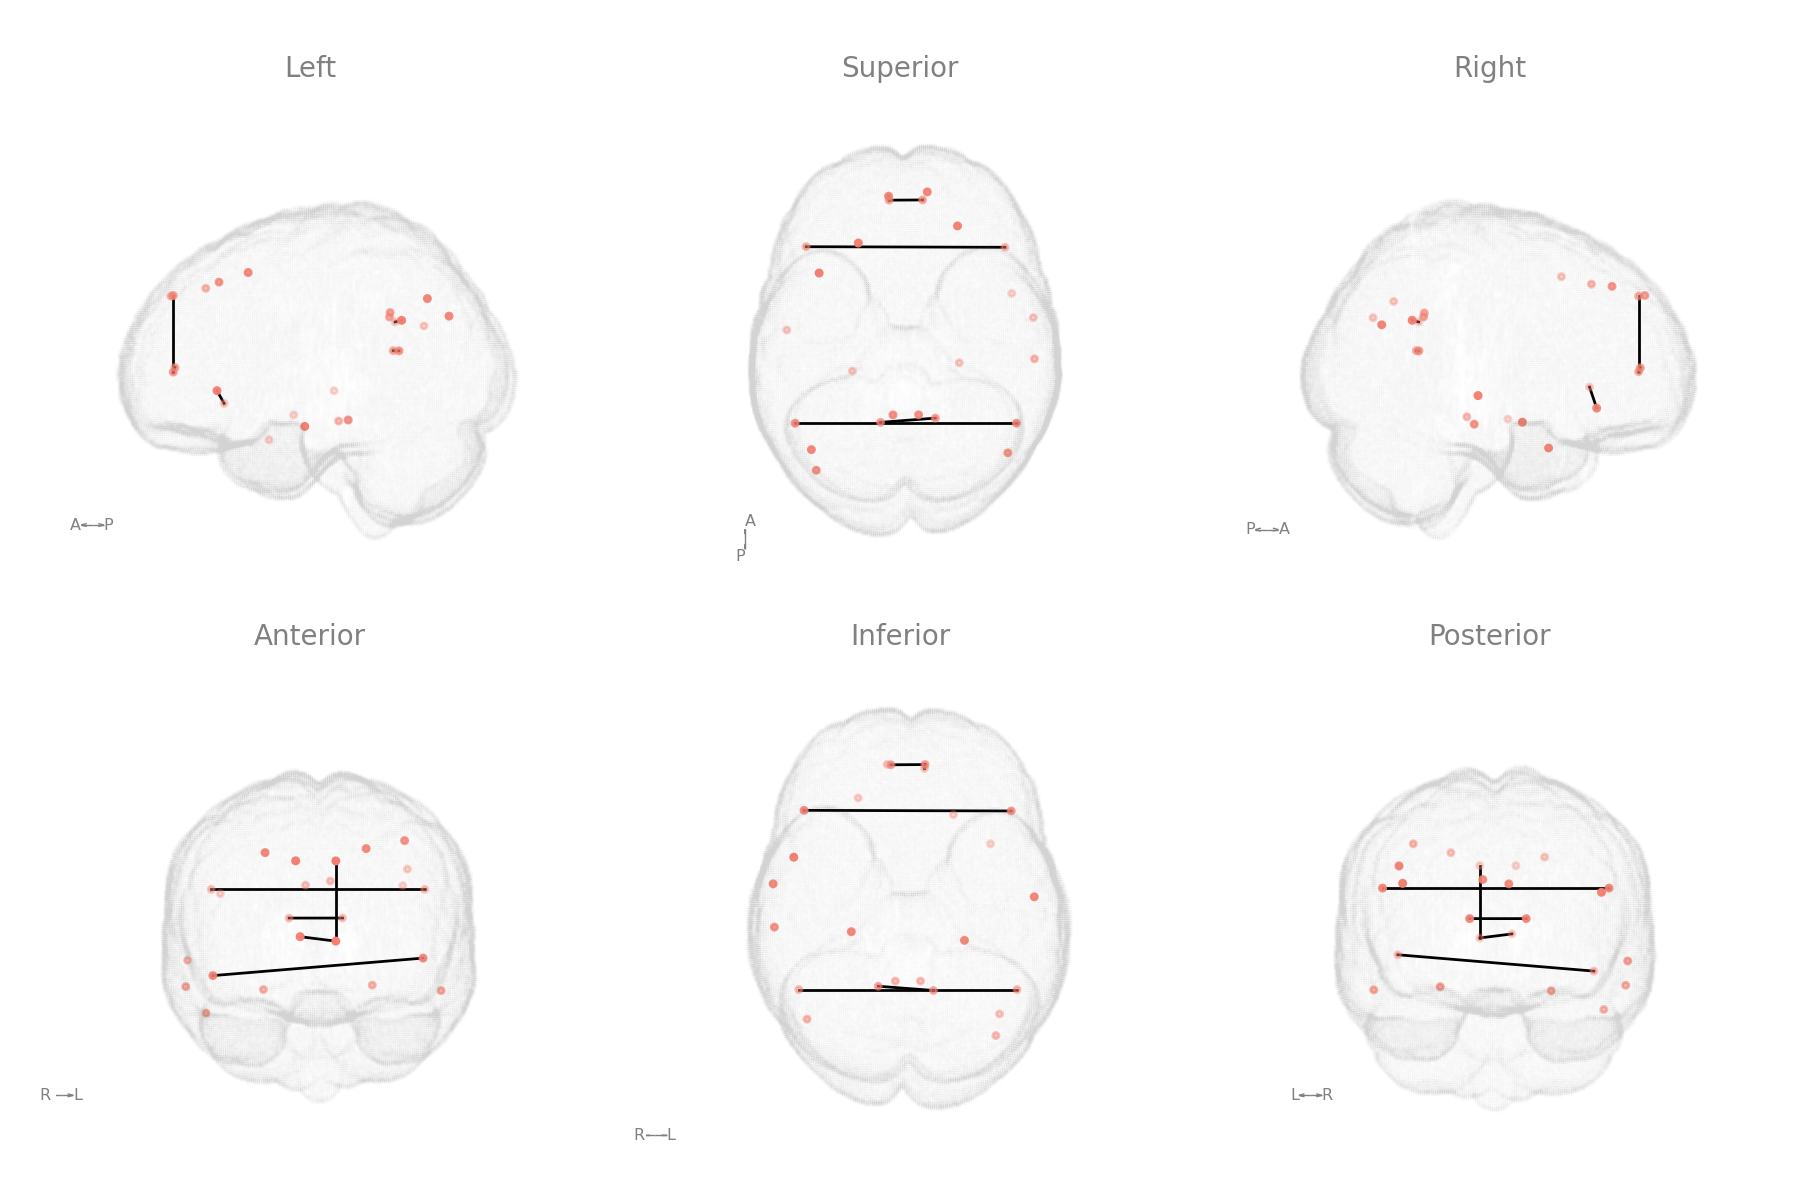 Left
Superior
Right
A P
A
P
P A
Anterior
Inferior
Posterior
R L
R L
L R